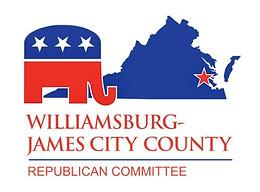 WILLIAMSBURG-
JAMES CITY COUNTY
REPUBLICAN COMMITTEE